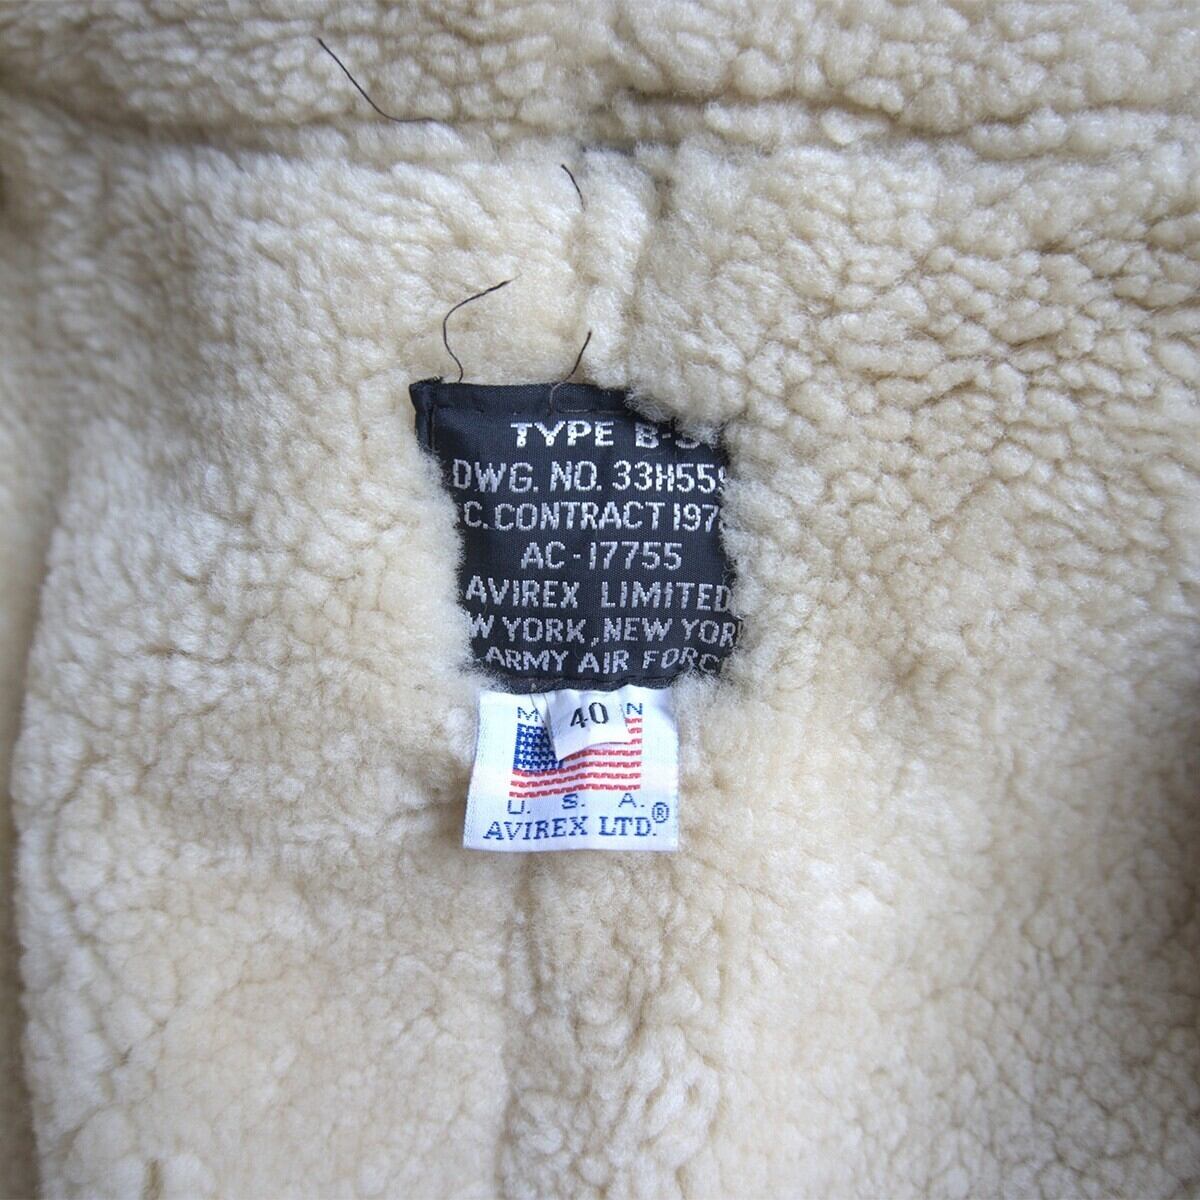 TYPE B-3
DWG. NO. 33H55
C. CONTRACT 197
AC-17755
AVIREX LIMITED
W YORK, NEW YOR
ARMY AIR FORC
40
U. S. A.
AVIREX LTD.®